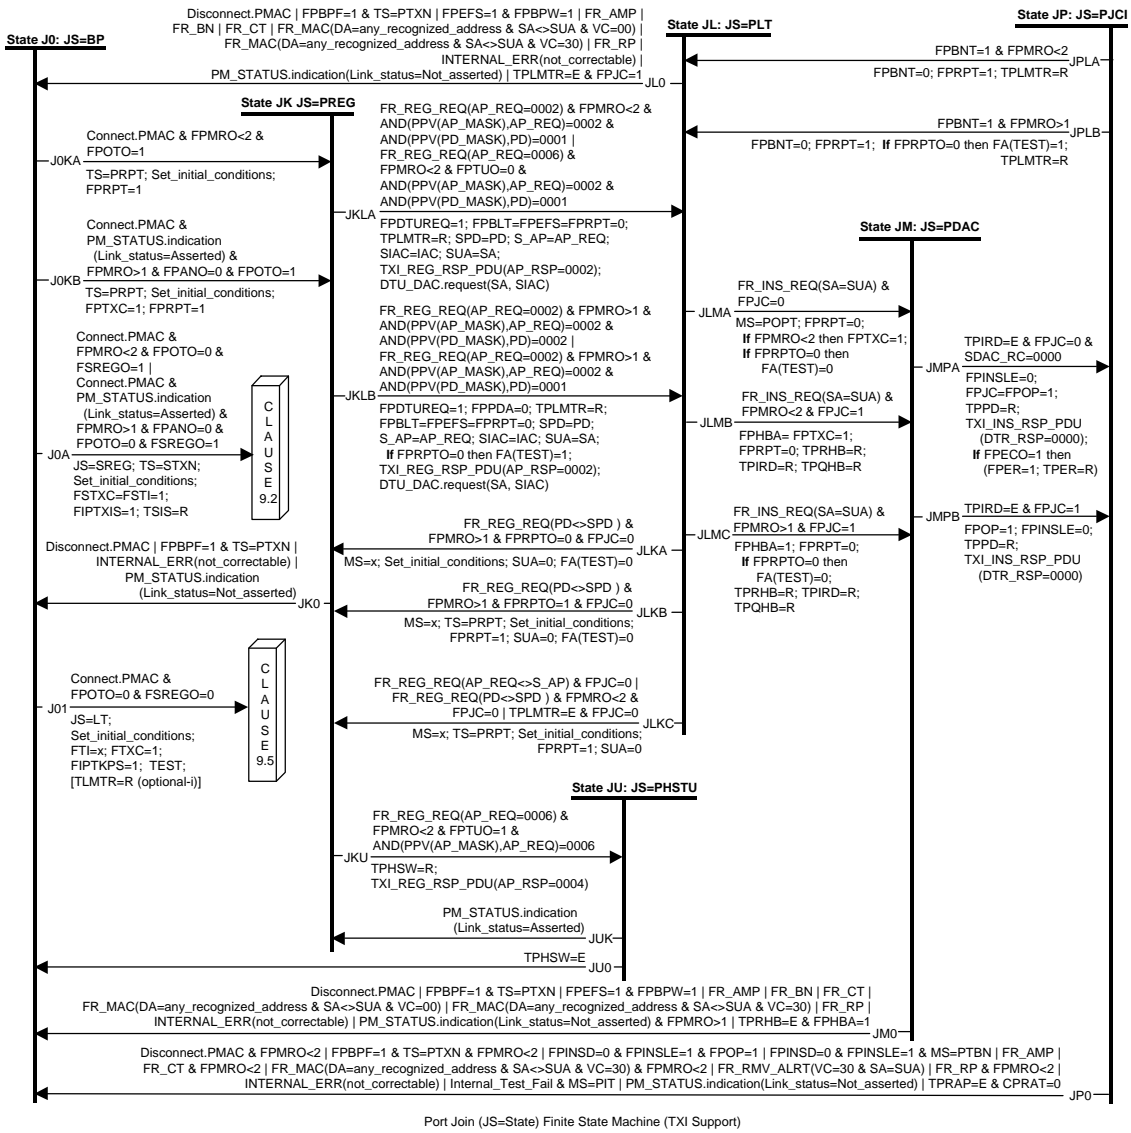 Disconnect.PMAC | FPBPF=1 & TS=PTXN | FPEFS=1 & FPBPW=1 | FR_AMP |
FR_BN | FR_CT | FR_MAC(DA=any_recognized_address & SA<>SUA & VC=00) |
FR_MAC(DA=any_recognized_address & SA<>SUA & VC=30) | FR_RP |
INTERNAL_ERR(not_correctable) |
PM_STATUS.indication(Link_status=Not_asserted) | TPLMTR=E & FPJC=1
JL0
State J0: JS=BP
State JL: JS=PLT
State JP: JS=PJCI
FPBNT=1 & FPMRO<2
JPLA
FPBNT=0; FPRPT=1; TPLMTR=R
FPBNT=1 & FPMRO>1
JPLB
FPBNT=0; FPRPT=1; If FPRPTO=0 then FA(TEST)=1;
TPLMTR=R
State JK JS=PREG
Connect.PMAC & FPMRO<2 &
FPOTO=1
J0KA
TS=PRPT; Set_initial_conditions;
FPRPT=1
Connect.PMAC &
PM_STATUS.indication
(Link_status=Asserted) &
FPMRO>1 & FPANO=0 & FPOTO=1
J0KB
TS=PRPT; Set_initial_conditions;
FPTXC=1; FPRPT=1
Connect.PMAC &
FPMRO<2 & FPOTO=0 &
FSREGO=1 |
Connect.PMAC &
PM_STATUS.indication
(Link_status=Asserted) &
FPMRO>1 & FPANO=0 &
FPOTO=0 & FSREGO=1
J0A
JS=SREG; TS=STXN;
Set_initial_conditions;
FSTXC=FSTI=1;
FIPTXIS=1; TSIS=R
CLAUSE
9.2
FR_REG_REQ(AP_REQ=0002) & FPMRO<2 &
AND(PPV(AP_MASK),AP_REQ)=0002 &
AND(PPV(PD_MASK),PD)=0001 |
FR_REG_REQ(AP_REQ=0006) &
FPMRO<2 & FPTUO=0 &
AND(PPV(AP_MASK),AP_REQ)=0002 &
AND(PPV(PD_MASK),PD)=0001
JKLA
FPDTUREQ=1; FPBLT=FPEFS=FPRPT=0;
TPLMTR=R; SPD=PD; S_AP=AP_REQ;
SIAC=IAC; SUA=SA;
TXI_REG_RSP_PDU(AP_RSP=0002);
DTU_DAC.request(SA, SIAC)
FR_REG_REQ(AP_REQ=0002) & FPMRO>1 &
AND(PPV(AP_MASK),AP_REQ)=0002 &
AND(PPV(PD_MASK),PD)=0002 |
FR_REG_REQ(AP_REQ=0002) & FPMRO>1 &
AND(PPV(AP_MASK),AP_REQ)=0002 &
AND(PPV(PD_MASK),PD)=0001
JKLB
FPDTUREQ=1; FPPDA=0; TPLMTR=R;
FPBLT=FPEFS=FPRPT=0; SPD=PD;
S_AP=AP_REQ; SIAC=IAC; SUA=SA;
If FPRPTO=0 then FA(TEST)=1;
TXI_REG_RSP_PDU(AP_RSP=0002);
DTU_DAC.request(SA, SIAC)
State JM: JS=PDAC
FR_INS_REQ(SA=SUA) &
FPJC=0
JLMA
MS=POPT; FPRPT=0;
If FPMRO<2 then FPTXC=1;
If FPRPTO=0 then
FA(TEST)=0
FR_INS_REQ(SA=SUA) &
FPMRO<2 & FPJC=1
JLMB
FPHBA= FPTXC=1;
FPRPT=0; TPRHB=R;
TPIRD=R; TPQHB=R
FR_INS_REQ(SA=SUA) &
FPMRO>1 & FPJC=1
JLMC
FPHBA=1; FPRPT=0;
If FPRPTO=0 then
FA(TEST)=0;
TPRHB=R; TPIRD=R;
TPQHB=R
TPIRD=E & FPJC=0 &
SDAC_RC=0000
JMPA
FPINSLE=0;
FPJC=FPOP=1;
TPPD=R;
TXI_INS_RSP_PDU
(DTR_RSP=0000);
If FPECO=1 then
(FPER=1; TPER=R)
TPIRD=E & FPJC=1
JMPB
FPOP=1; FPINSLE=0;
TPPD=R;
TXI_INS_RSP_PDU
(DTR_RSP=0000)
FR_REG_REQ(PD<>SPD ) &
FPMRO>1 & FPRPTO=0 & FPJC=0
JLKA
MS=x; Set_initial_conditions; SUA=0; FA(TEST)=0
Disconnect.PMAC | FPBPF=1 & TS=PTXN |
INTERNAL_ERR(not_correctable) |
PM_STATUS.indication
(Link_status=Not_asserted)
JK0
FR_REG_REQ(PD<>SPD ) &
FPMRO>1 & FPRPTO=1 & FPJC=0
JLKB
MS=x; TS=PRPT; Set_initial_conditions;
FPRPT=1; SUA=0; FA(TEST)=0
Connect.PMAC &
FPOTO=0 & FSREGO=0
J01
JS=LT;
Set_initial_conditions;
FTI=x; FTXC=1;
FIPTKPS=1; TEST;
[TLMTR=R (optional-i)]
CLAUSE
9.5
FR_REG_REQ(AP_REQ<>S_AP) & FPJC=0 |
FR_REG_REQ(PD<>SPD ) & FPMRO<2 &
FPJC=0 | TPLMTR=E & FPJC=0
JLKC
MS=x; TS=PRPT; Set_initial_conditions;
FPRPT=1; SUA=0
State JU: JS=PHSTU
FR_REG_REQ(AP_REQ=0006) &
FPMRO<2 & FPTUO=1 &
AND(PPV(AP_MASK),AP_REQ)=0006
JKU
TPHSW=R;
TXI_REG_RSP_PDU(AP_RSP=0004)
PM_STATUS.indication
(Link_status=Asserted)
JUK
TPHSW=E
JU0
Disconnect.PMAC | FPBPF=1 & TS=PTXN | FPEFS=1 & FPBPW=1 | FR_AMP | FR_BN | FR_CT |
FR_MAC(DA=any_recognized_address & SA<>SUA & VC=00) | FR_MAC(DA=any_recognized_address & SA<>SUA & VC=30) | FR_RP |
INTERNAL_ERR(not_correctable) | PM_STATUS.indication(Link_status=Not_asserted) & FPMRO>1 | TPRHB=E & FPHBA=1
JM0
Disconnect.PMAC & FPMRO<2 | FPBPF=1 & TS=PTXN & FPMRO<2 | FPINSD=0 & FPINSLE=1 & FPOP=1 | FPINSD=0 & FPINSLE=1 & MS=PTBN | FR_AMP |
FR_CT & FPMRO<2 | FR_MAC(DA=any_recognized_address & SA<>SUA & VC=30) & FPMRO<2 | FR_RMV_ALRT(VC=30 & SA=SUA) | FR_RP & FPMRO<2 |
INTERNAL_ERR(not_correctable) | Internal_Test_Fail & MS=PIT | PM_STATUS.indication(Link_status=Not_asserted) | TPRAP=E & CPRAT=0
JP0
Port Join (JS=State) Finite State Machine (TXI Support)